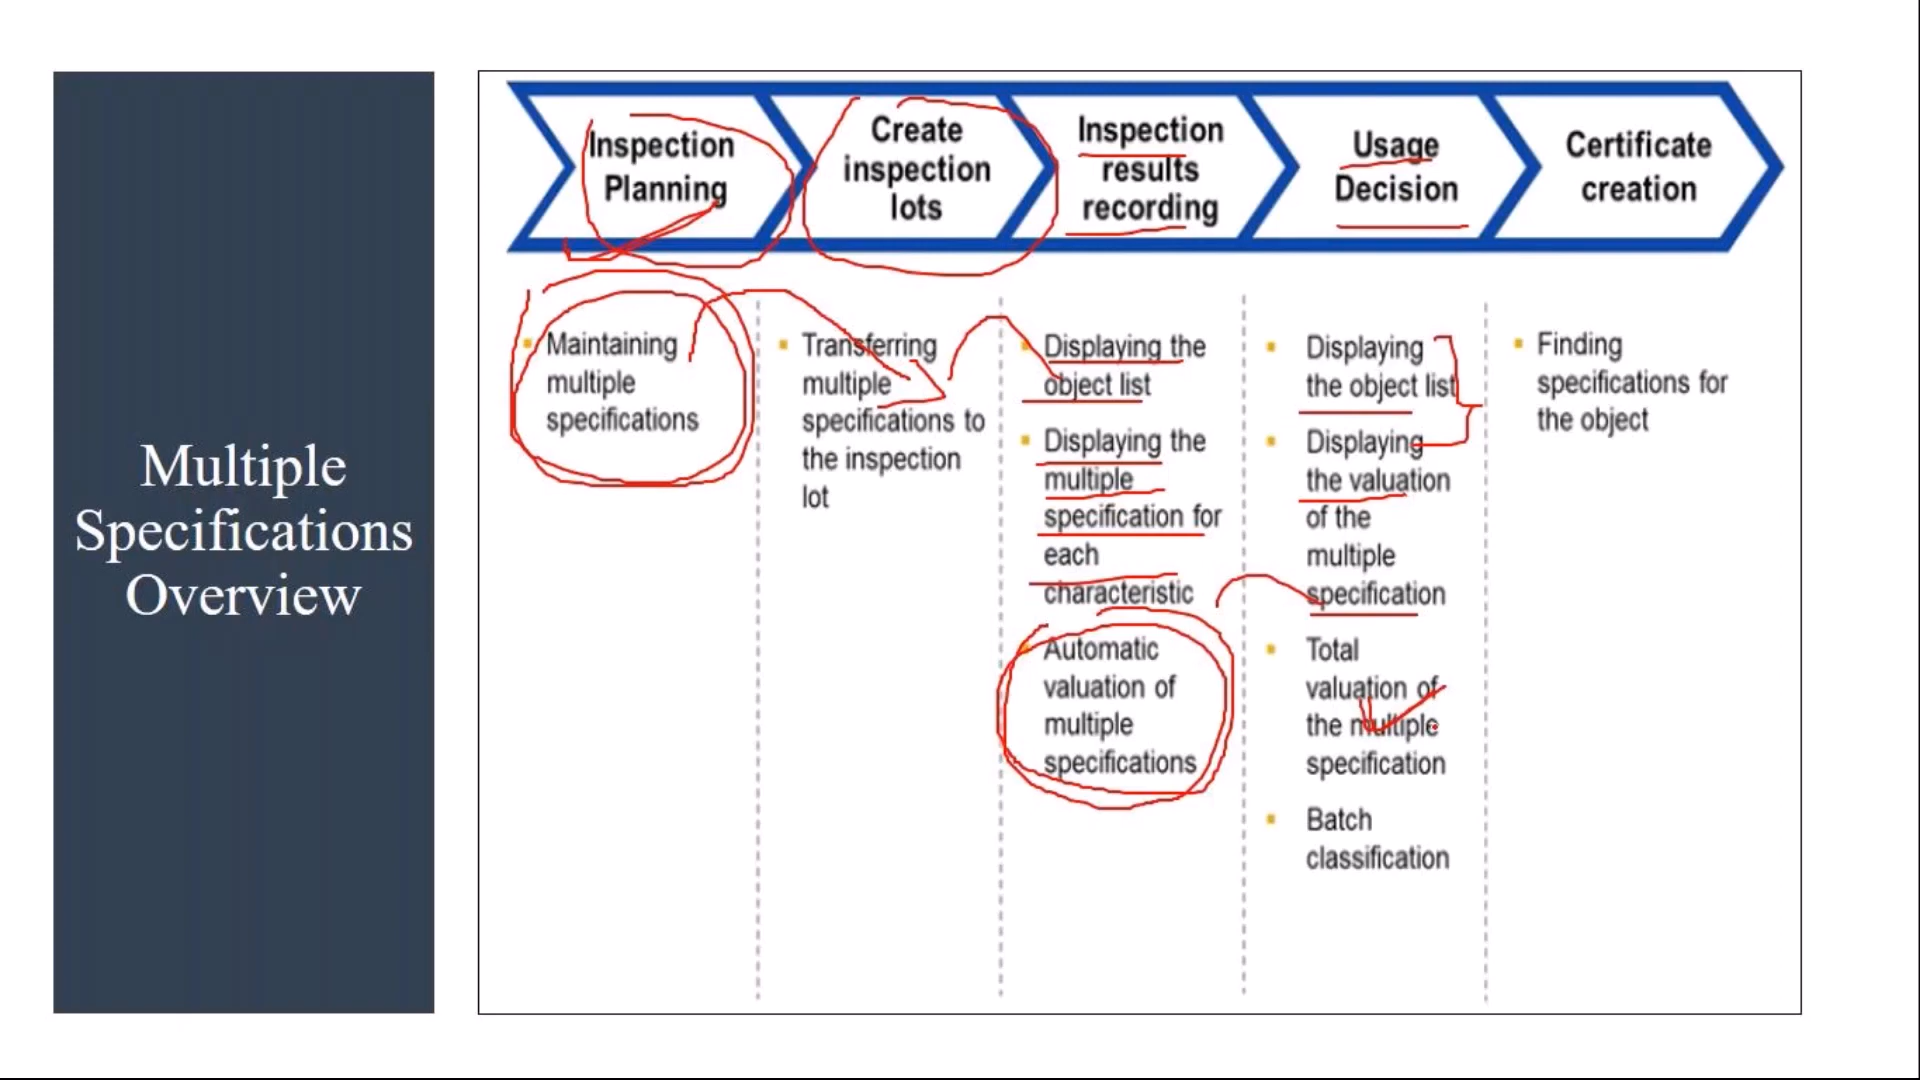 Multiple
Specifications
Overview
Inspection
Planning
Create
inspection
lots
Inspection
results
recording
Usage
Decision
Certificate
creation
Maintaining
multiple
specifications
Transferring
multiple
specifications to
the inspection
lot
Displaying the
object list
Displaying the
multiple
specification for
each
characteristic
Automatic
valuation of
multiple
specifications
Displaying
the object list
Displaying
the valuation
of the
multiple
specification
Total
valuation of
the multiple
specification
Batch
classification
Finding
specifications for
the object